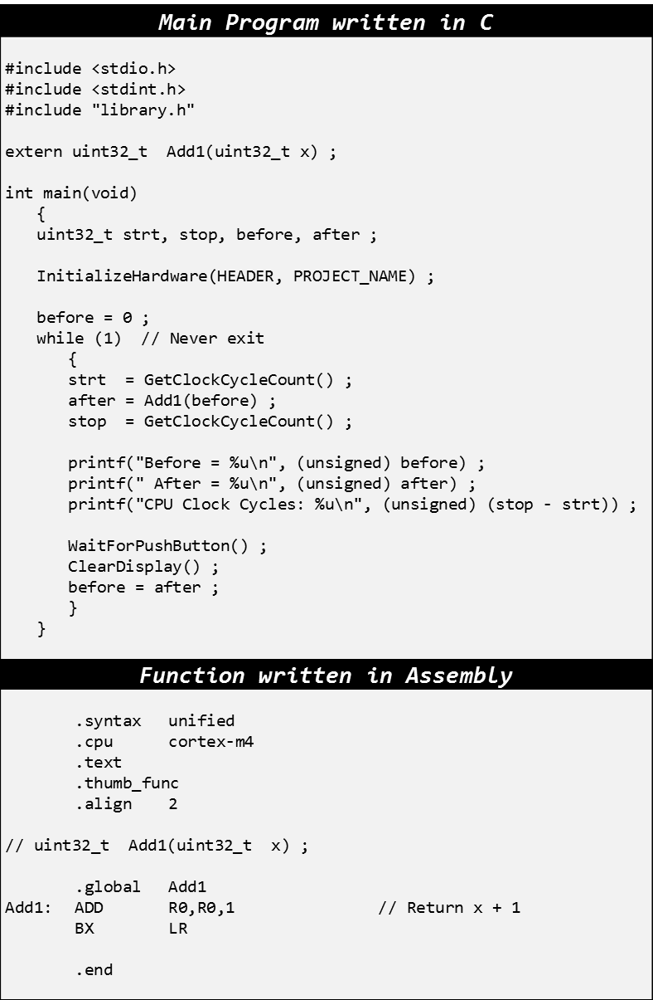 Main Program written in C
#include <stdio.h>
#include <stdint.h>
#include "library.h"
extern uint32_t  Add1(uint32_t x) ;
int main(void)
{
uint32_t strt, stop, before, after ;
InitializeHardware(HEADER, PROJECT_NAME) ;
before = 0 ;
while (1)  // Never exit
{
strt  = GetClockCycleCount() ;
after = Add1(before) ;
stop  = GetClockCycleCount() ;
printf("Before = %u\n", (unsigned) before) ;
printf(" After = %u\n", (unsigned) after) ;
printf("CPU Clock Cycles: %u\n", (unsigned) (stop - strt)) ;
WaitForPushButton() ;
ClearDisplay() ;
before = after ;
}
}
Function written in Assembly
.syntax   unified
.cpu      cortex-m4
.text
.thumb_func
.align    2
// uint32_t  Add1(uint32_t  x) ;
.global   Add1
Add1:  ADD       R0,R0,1               // Return x + 1
BX        LR
.end